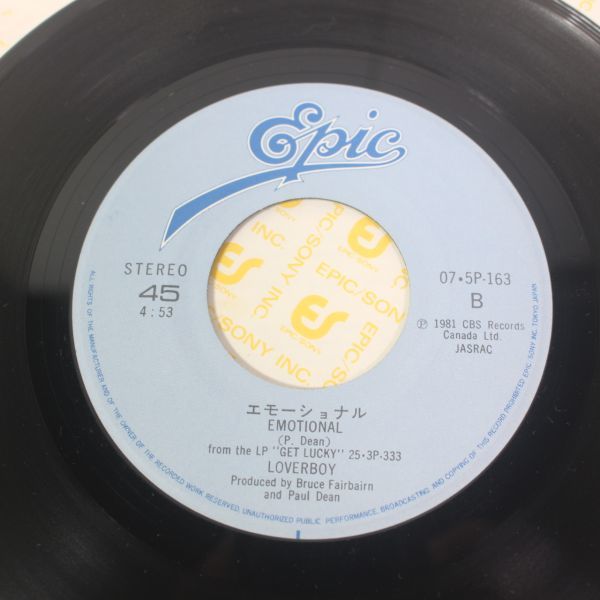 Epic
STEREO
45
4:53
07・5P-163
B
Ⓟ 1981 CBS Records
Canada Ltd.
JASRAC
エモーショナル
EMOTIONAL
(P. Dean)
from the LP "GET LUCKY" 25・3P-333
LOVERBOY
Produced by Bruce Fairbairn
and Paul Dean
ALL RIGHTS OF THE MANUFACTURER AND OF THE OWNER OF THE RECORDED WORK RESERVED. UNAUTHORIZED PUBLIC PERFORMANCE, BROADCASTING AND COPYING OF THIS RECORD PROHIBITED EPIC/SONY INC. TOKYO JAPAN
EPIC/SONY INC.
EPIC/SONY